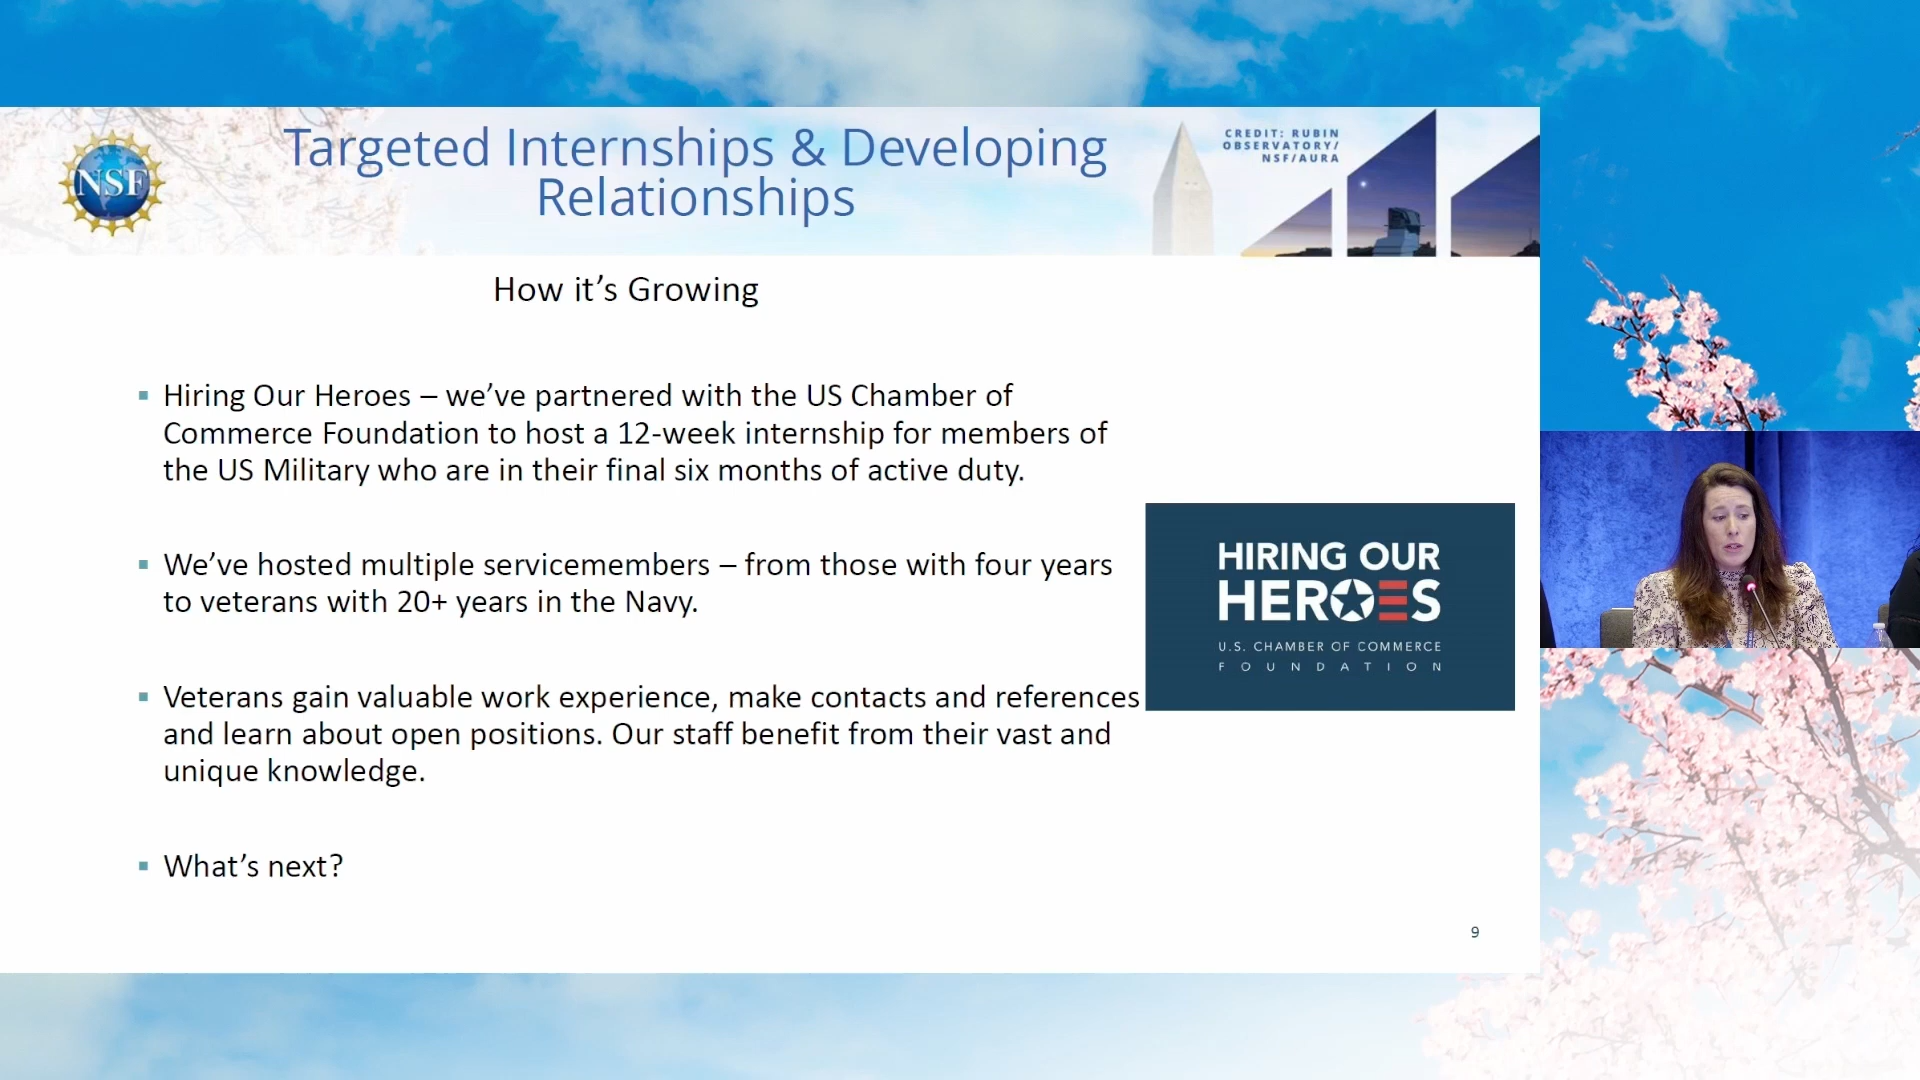 NSF
Targeted Internships & Developing
Relationships
CREDIT: RUBIN
OBSERVATORY/
NSF/AURA
How it’s Growing
▪ Hiring Our Heroes – we’ve partnered with the US Chamber of
Commerce Foundation to host a 12-week internship for members of
the US Military who are in their final six months of active duty.
▪ We’ve hosted multiple servicemembers – from those with four years
to veterans with 20+ years in the Navy.
▪ Veterans gain valuable work experience, make contacts and references
and learn about open positions. Our staff benefit from their vast and
unique knowledge.
▪ What’s next?
HIRING OUR
HEROES
U.S. CHAMBER OF COMMERCE
FOUNDATION
9